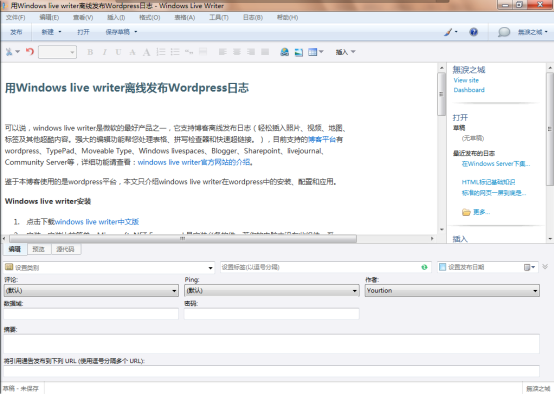 用Windows live writer离线发布Wordpress日志 - Windows Live Writer
文件(F) 编辑(E) 查看(V) 插入(I) 格式(O) 表格(A) 工具(T) 日志(B) 帮助(H)
发布 新建 打开 保存草稿 無淚之城
B I U A A 插入
用Windows live writer离线发布Wordpress日志
可以说，windows live writer是微软的最好产品之一，它支持博客离线发布日志（轻松插入照片、视频、地图、
标签及其他超酷内容。强大的编辑功能帮您处理表格、拼写检查器和快速超链接。），目前支持的博客平台有
wordpress、TypePad、Moveable Type、Windows livespaces、Blogger、Sharepoint、livejournal、
Community Server等，详细功能请查看：windows live writer官方网站的介绍。
鉴于本博客使用的是wordpress平台，本文只介绍windows live writer在wordpress中的安装、配置和应用。
Windows live writer安装
1. 点击下载windows live writer中文版
無淚之城
View site
Dashboard
打开
草稿
(无草稿)
最近发布的日志
在Windows Server下面...
HTML标记基础知识
标准的网页一般到底是...
更多...
插入
编辑 预览 源代码
设置类别 设置标签(以逗号分隔) 设置发布日期
评论: Ping: 作者:
(默认) (默认) Yourtion
数据域: 密码:
摘要:
将引用通告发布到下列 URL (使用逗号分隔多个 URL):
草稿 - 未保存 無淚之城